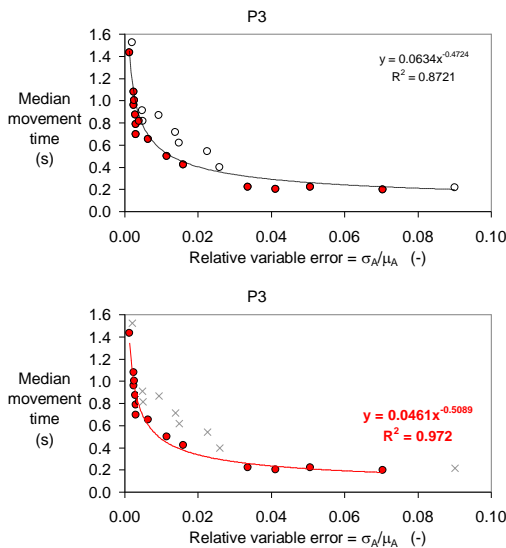 P3
1.6
1.4
1.2
1.0
0.8
0.6
0.4
0.2
0.0
Median
movement
time
(s)
y = 0.0634x^-0.4724
R² = 0.8721
0.00 0.02 0.04 0.06 0.08 0.10
Relative variable error = σA/μA (-)
P3
1.6
1.4
1.2
1.0
0.8
0.6
0.4
0.2
0.0
Median
movement
time
(s)
y = 0.0461x^-0.5089
R² = 0.972
0.00 0.02 0.04 0.06 0.08 0.10
Relative variable error = σA/μA (-)